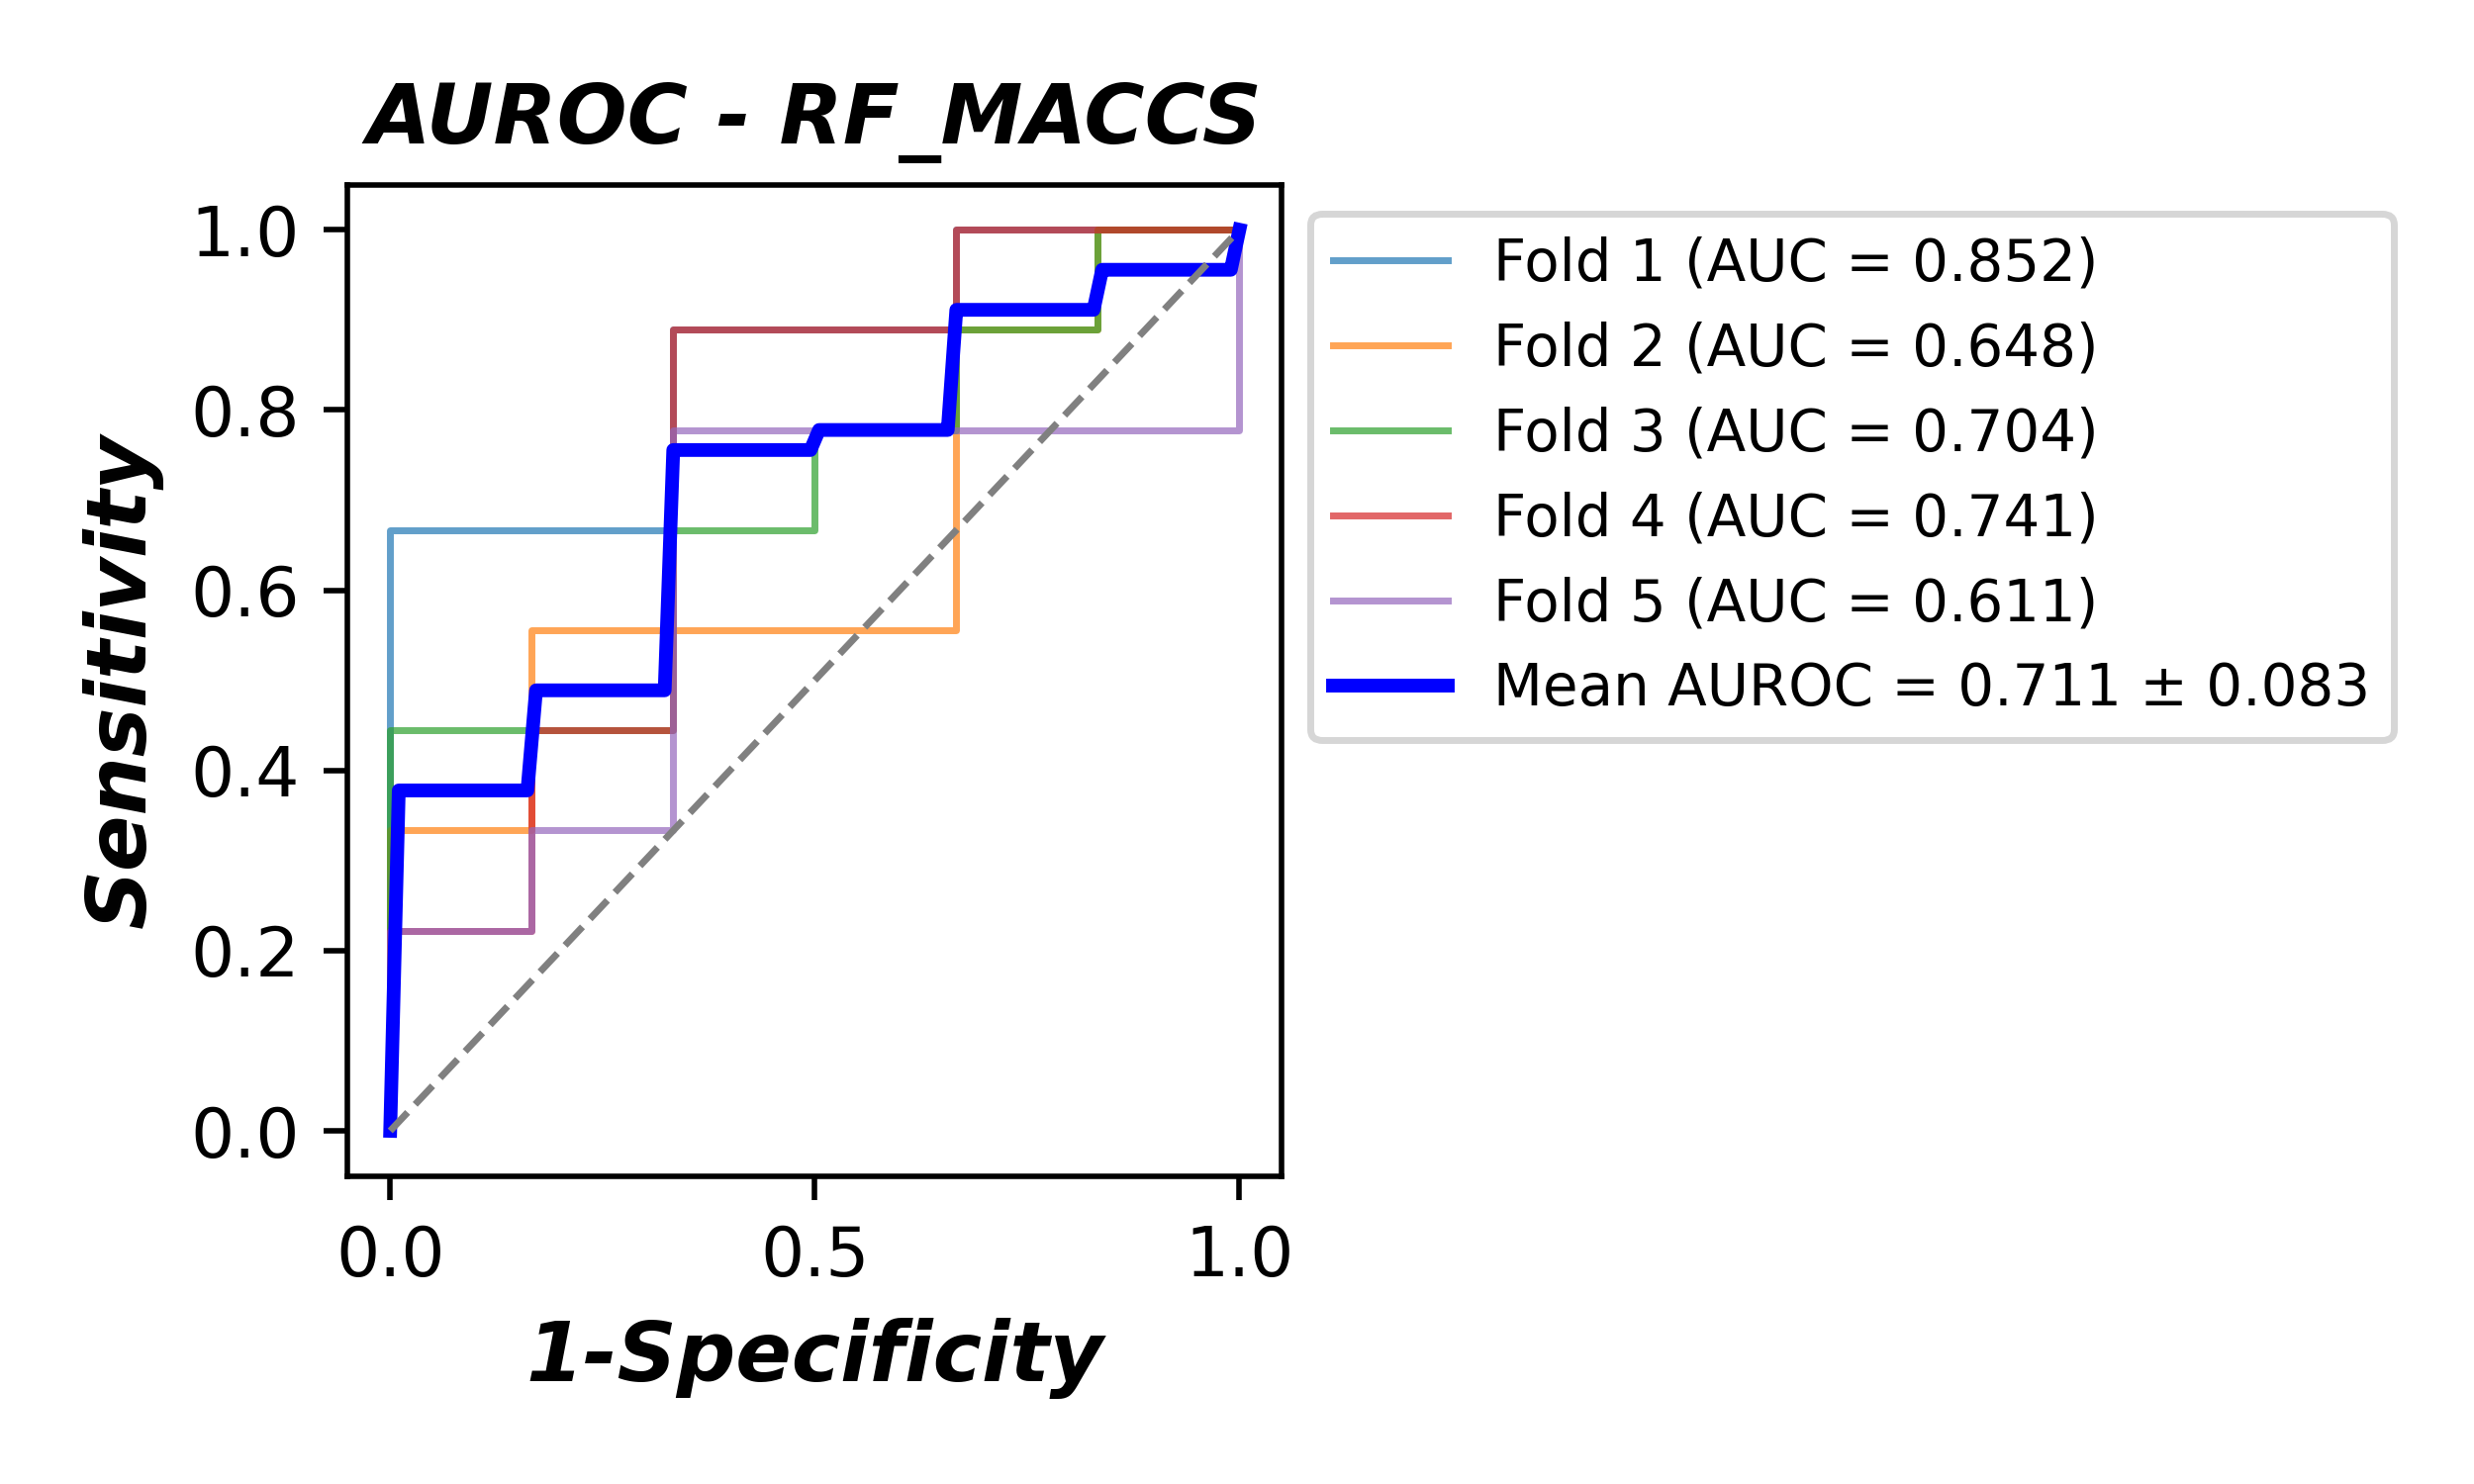 AUROC - RF_MACCS
Sensitivity
1.0
0.8
0.6
0.4
0.2
0.0
0.0
0.5
1.0
1-Specificity
Fold 1 (AUC = 0.852)
Fold 2 (AUC = 0.648)
Fold 3 (AUC = 0.704)
Fold 4 (AUC = 0.741)
Fold 5 (AUC = 0.611)
Mean AUROC = 0.711 ± 0.083